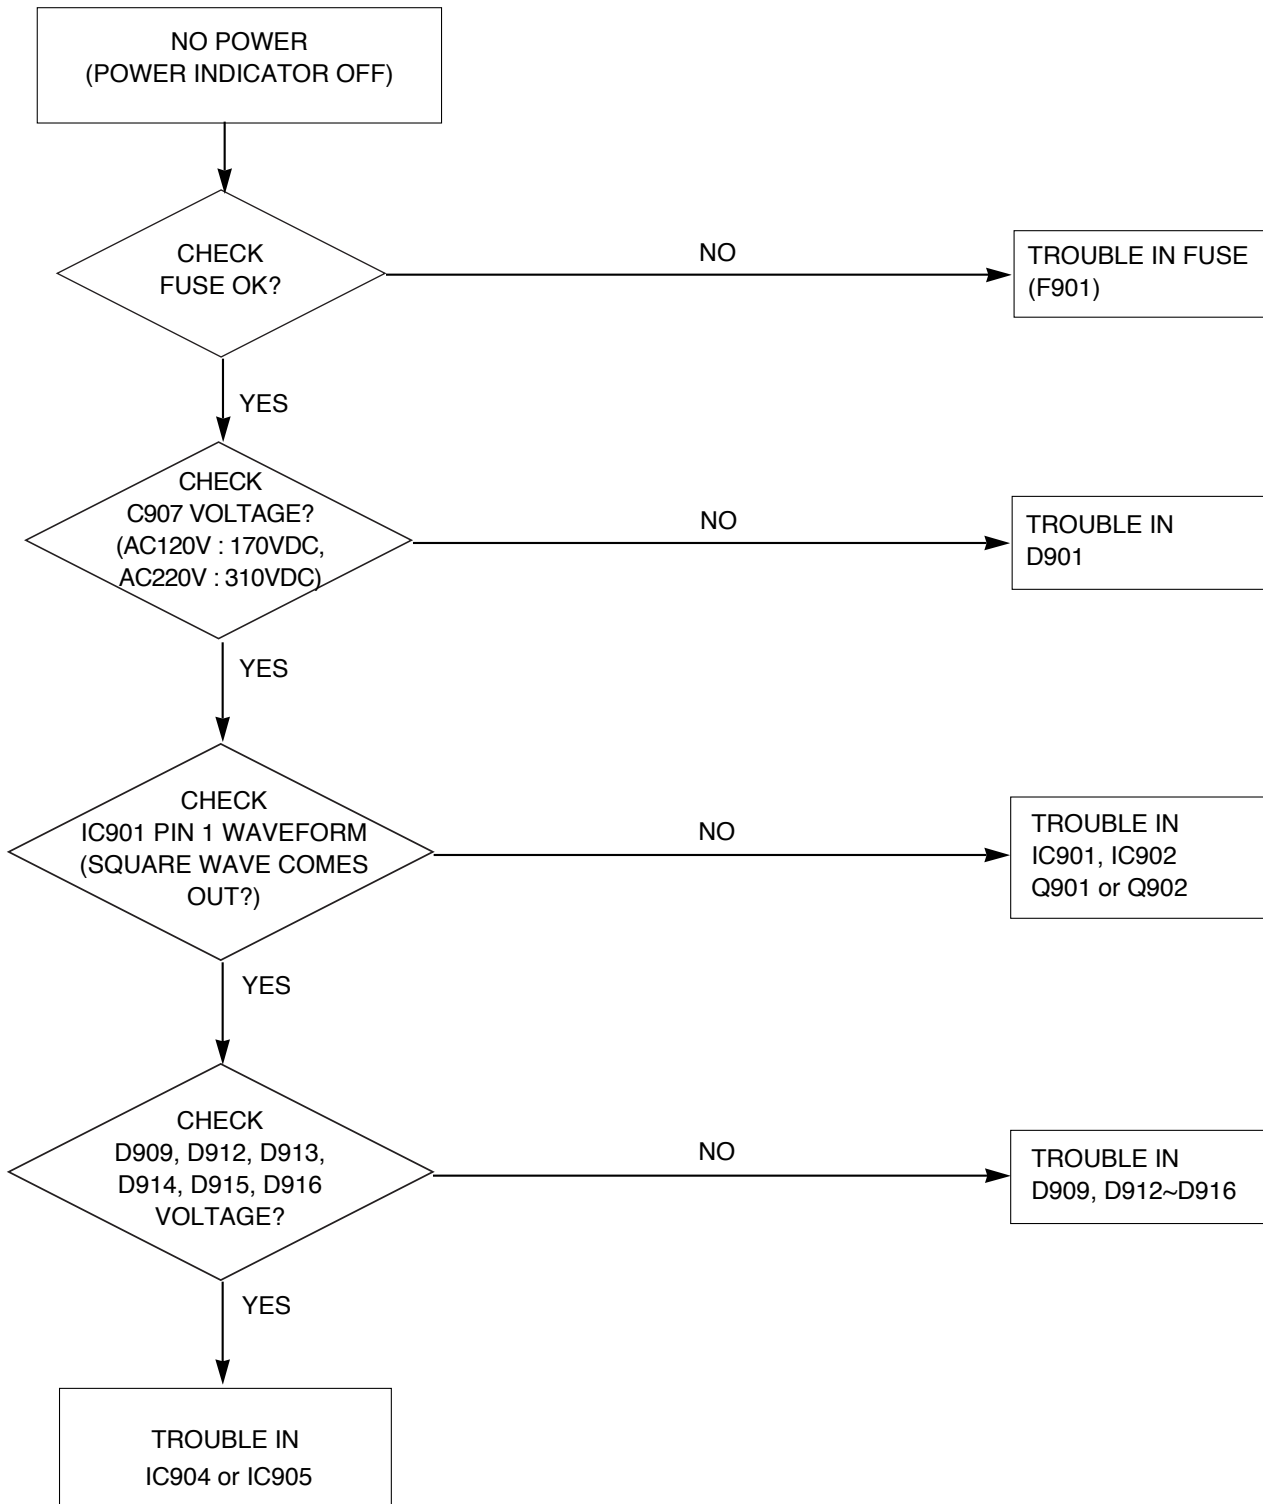 NO POWER
(POWER INDICATOR OFF)
CHECK
FUSE OK?
NO
TROUBLE IN FUSE
(F901)
YES
CHECK
C907 VOLTAGE?
(AC120V : 170VDC,
AC220V : 310VDC)
NO
TROUBLE IN
D901
YES
CHECK
IC901 PIN 1 WAVEFORM
(SQUARE WAVE COMES
OUT?)
NO
TROUBLE IN
IC901, IC902
Q901 or Q902
YES
CHECK
D909, D912, D913,
D914, D915, D916
VOLTAGE?
NO
TROUBLE IN
D909, D912~D916
YES
TROUBLE IN
IC904 or IC905